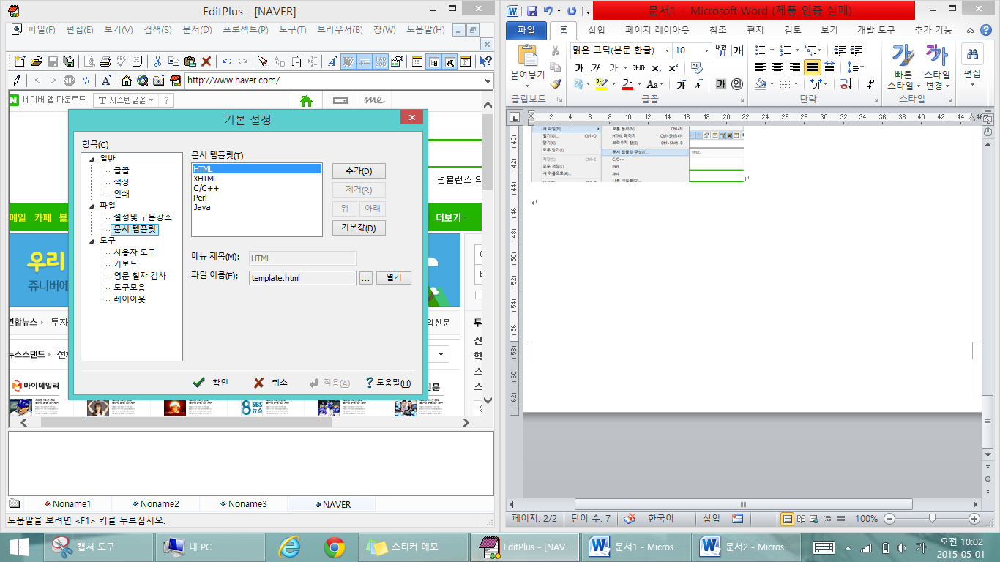 EditPlus - [NAVER]
파일(F) 편집(E) 보기(V) 검색(S) 문서(D) 프로젝트(P) 도구(T) 브라우저(B) 창(W) 도움말(H)
http://www.naver.com/
N 네이버 앱 다운로드 T 시스템글꼴 ?
me
펌블런스 의
메일 카페 블
더보기
우리
쥬니버에
연합뉴스 투자
의신문
뉴스스탠드 전체
마이데일리
신문
SBS 뉴스
기본 설정
항목(C)
일반
글꼴
색상
인쇄
파일
설정및 구문강조
문서 템플릿
도구
사용자 도구
키보드
영문 철자 검사
도구모음
레이아웃
문서 템플릿(T)
HTML
XHTML
C/C++
Perl
Java
추가(D)
제거(R)
위 아래
기본값(D)
메뉴 제목(M): HTML
파일 이름(F): template.html ... 열기
확인 취소 적용(A) 도움말(H)
Noname1 Noname2 Noname3 NAVER
도움말을 보려면 <F1> 키를 누르십시오.
문서1 - Microsoft Word (제품 인증 실패)
파일 홈 삽입 페이지 레이아웃 참조 편지 검토 보기 개발 도구 추가 기능
붙여넣기
클립보드
맑은 고딕(본문 한글) 10
글꼴
단락
빠른 스타일
스타일 변경
스타일
편집
2 4 6 8 10 12 14 16 18 20 22 24 26 28 30 32 34 36 38 40 42 44 46
40 42 44 46 48 50 52 54 56 58 60 62
새 파일(N)
열기(O)... Ctrl+O
닫기(C)
모두 닫기(E)
저장(S) Ctrl+S
모두 저장(L)
새 이름으로(A)...
보통 문서(N) Ctrl+N
HTML 페이지 Ctrl+Shift+N
브라우저 창(B) Ctrl+Shift+B
문서 템플릿 구성(T)...
C/C++
Perl
Java
다른 파일들(O)...
페이지: 2/2 단어 수: 7 한국어 삽입 100%
캡처 도구 내 PC 스티커 메모 EditPlus - [NAV... 문서1 - Micros... 문서2 - Micros...
가
오전 10:02
2015-05-01